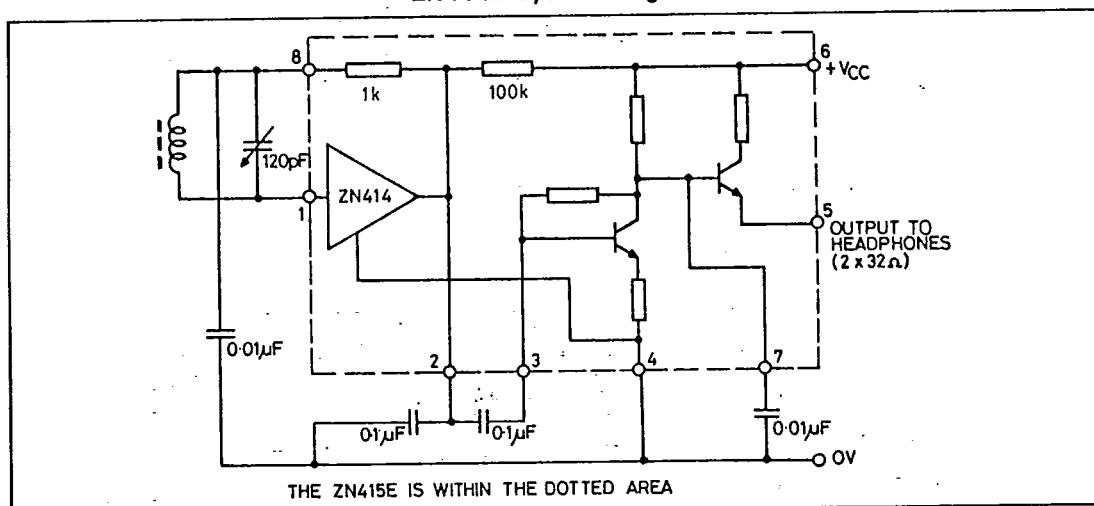 8
6
+VCC
1k
100k
120pF
ZN414
1
5
OUTPUT TO
HEADPHONES
(2 x 32Ω)
0·01µF
2
3
4
7
0·1µF
0·1µF
0·01µF
0V
THE ZN415E IS WITHIN THE DOTTED AREA